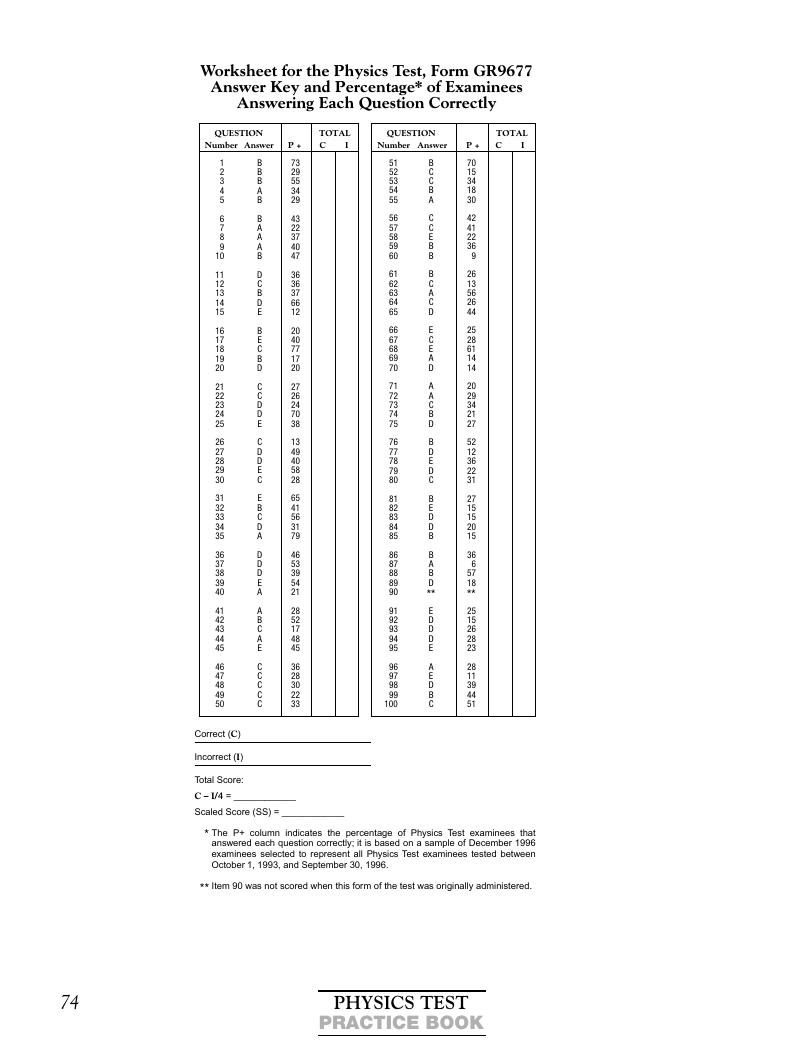 Worksheet for the Physics Test, Form GR9677
Answer Key and Percentage* of Examinees
Answering Each Question Correctly
QUESTION TOTAL
Number Answer P + C I
1 B 73
2 B 29
3 B 55
4 A 34
5 B 29
6 B 43
7 A 22
8 A 37
9 A 40
10 B 47
11 D 36
12 C 36
13 B 37
14 D 66
15 E 12
16 B 20
17 E 40
18 C 77
19 B 17
20 D 20
21 C 27
22 C 26
23 D 24
24 D 70
25 E 38
26 C 13
27 D 49
28 D 40
29 E 58
30 C 28
31 E 65
32 B 41
33 C 56
34 D 31
35 A 79
36 D 46
37 D 53
38 D 39
39 E 54
40 A 21
41 A 28
42 B 52
43 C 17
44 A 48
45 E 45
46 C 36
47 C 28
48 C 30
49 C 22
50 C 33
QUESTION TOTAL
Number Answer P + C I
51 B 70
52 C 15
53 C 34
54 B 18
55 A 30
56 C 42
57 C 41
58 E 22
59 B 36
60 B 9
61 B 26
62 C 13
63 A 56
64 C 26
65 D 44
66 E 25
67 C 28
68 E 61
69 A 14
70 D 14
71 A 20
72 A 29
73 C 34
74 B 21
75 D 27
76 B 52
77 D 12
78 E 36
79 D 22
80 C 31
81 B 27
82 E 15
83 D 15
84 D 20
85 B 15
86 B 36
87 A 6
88 B 57
89 D 18
90 ** **
91 E 25
92 D 15
93 D 26
94 D 28
95 E 23
96 A 28
97 E 11
98 D 39
99 B 44
100 C 51
Correct (C)
Incorrect (I)
Total Score:
C – I/4 = ____________
Scaled Score (SS) = ____________
* The P+ column indicates the percentage of Physics Test examinees that
answered each question correctly; it is based on a sample of December 1996
examinees selected to represent all Physics Test examinees tested between
October 1, 1993, and September 30, 1996.
** Item 90 was not scored when this form of the test was originally administered.
74
PHYSICS TEST
PRACTICE BOOK